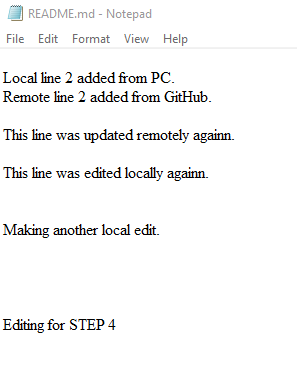 README.md - Notepad
File Edit Format View Help
Local line 2 added from PC.
Remote line 2 added from GitHub.
This line was updated remotely againn.
This line was edited locally againn.
Making another local edit.
Editing for STEP 4